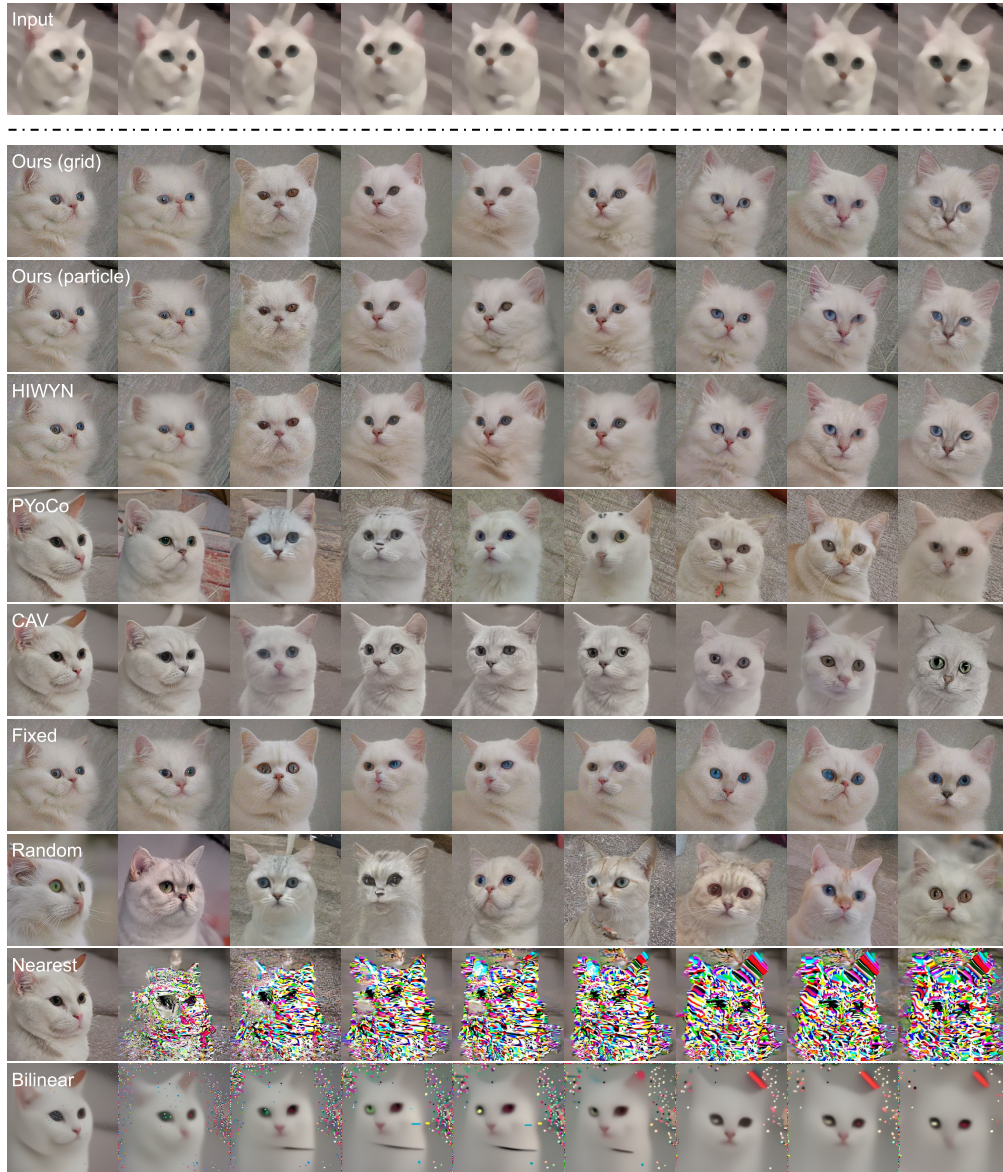 Input
Ours (grid)
Ours (particle)
HIWYN
PYoCo
CAV
Fixed
Random
Nearest
Bilinear